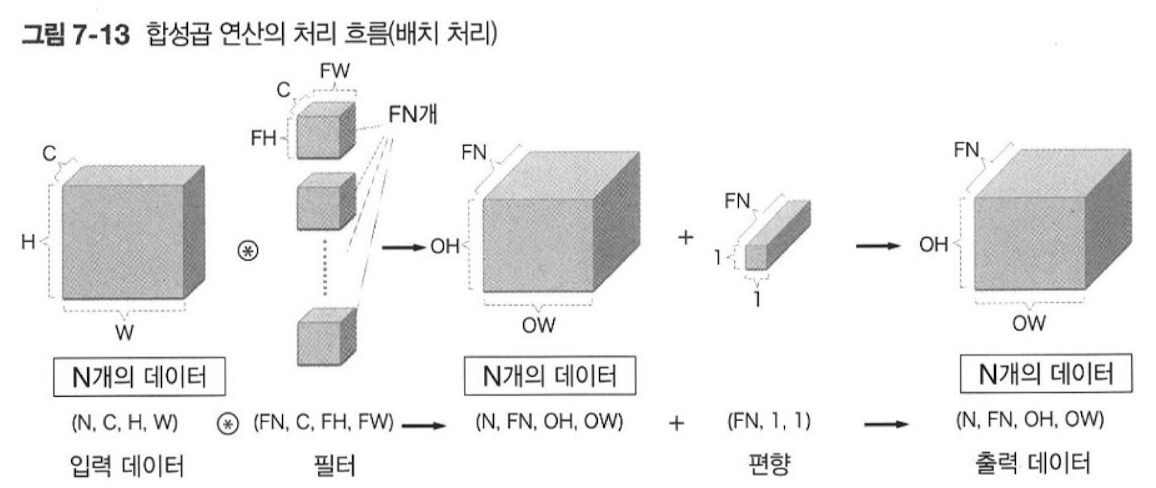 그림 7-13 합성곱 연산의 처리 흐름(배치 처리)
FW
C
FH
FN개
C
H
W
⊛
FN
OH
OW
+
FN
1
1
FN
OH
OW
N개의 데이터
N개의 데이터
N개의 데이터
(N, C, H, W) ⊛ (FN, C, FH, FW) → (N, FN, OH, OW) + (FN, 1, 1) → (N, FN, OH, OW)
입력 데이터 필터 편향 출력 데이터